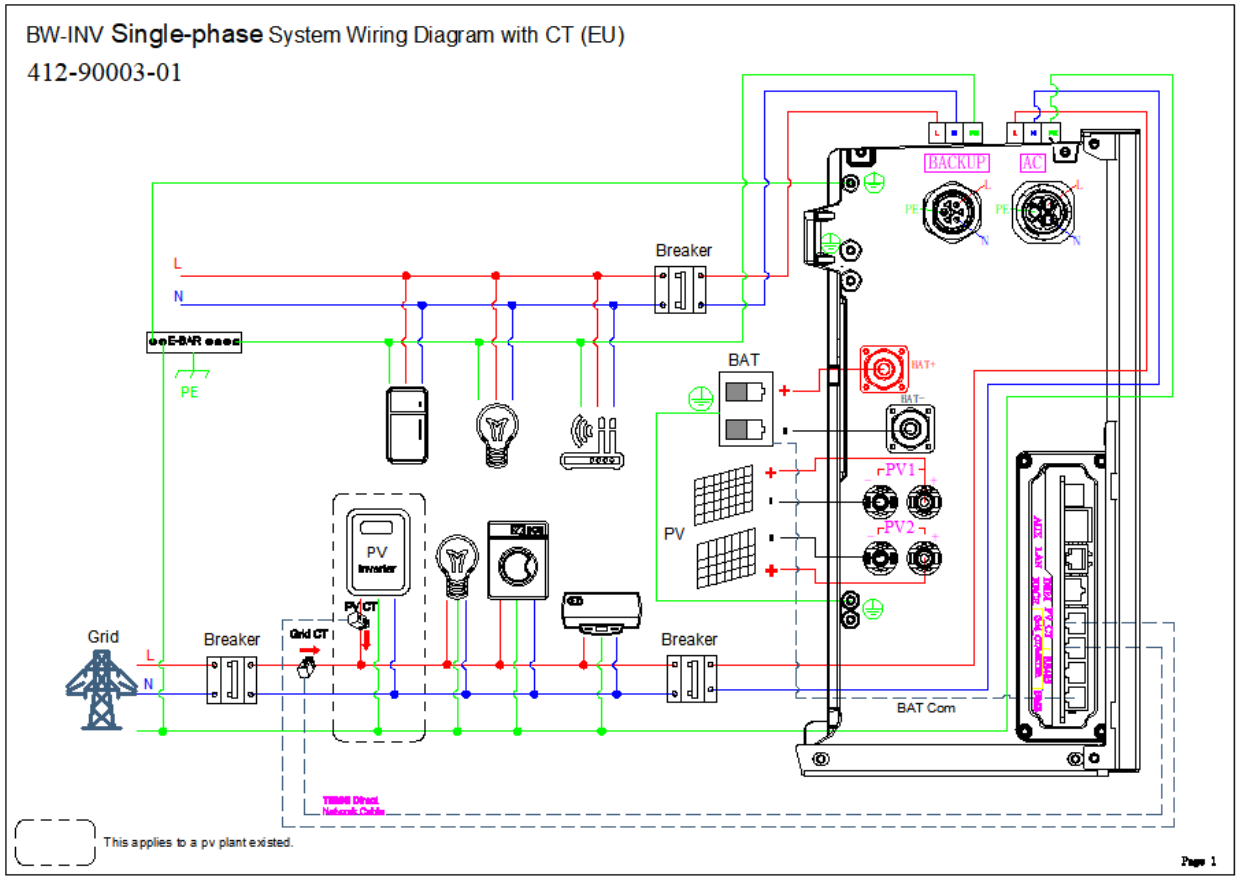 BW-INV Single-phase System Wiring Diagram with CT (EU)
412-90003-01
L N PE L N PE
BACKUP AC
L L
PE PE
N N
Breaker
L
N
E-BAR
PE
BAT
+ BAT+
- BAT-
+ PV1
- - +
PV
- PV2
+ - +
PV
Inverter
PV CT
Grid CT
Grid Breaker Breaker
L
N
AUX LAN
BMS
BAT Com
Network Cable
This applies to a pv plant existed.
Page 1